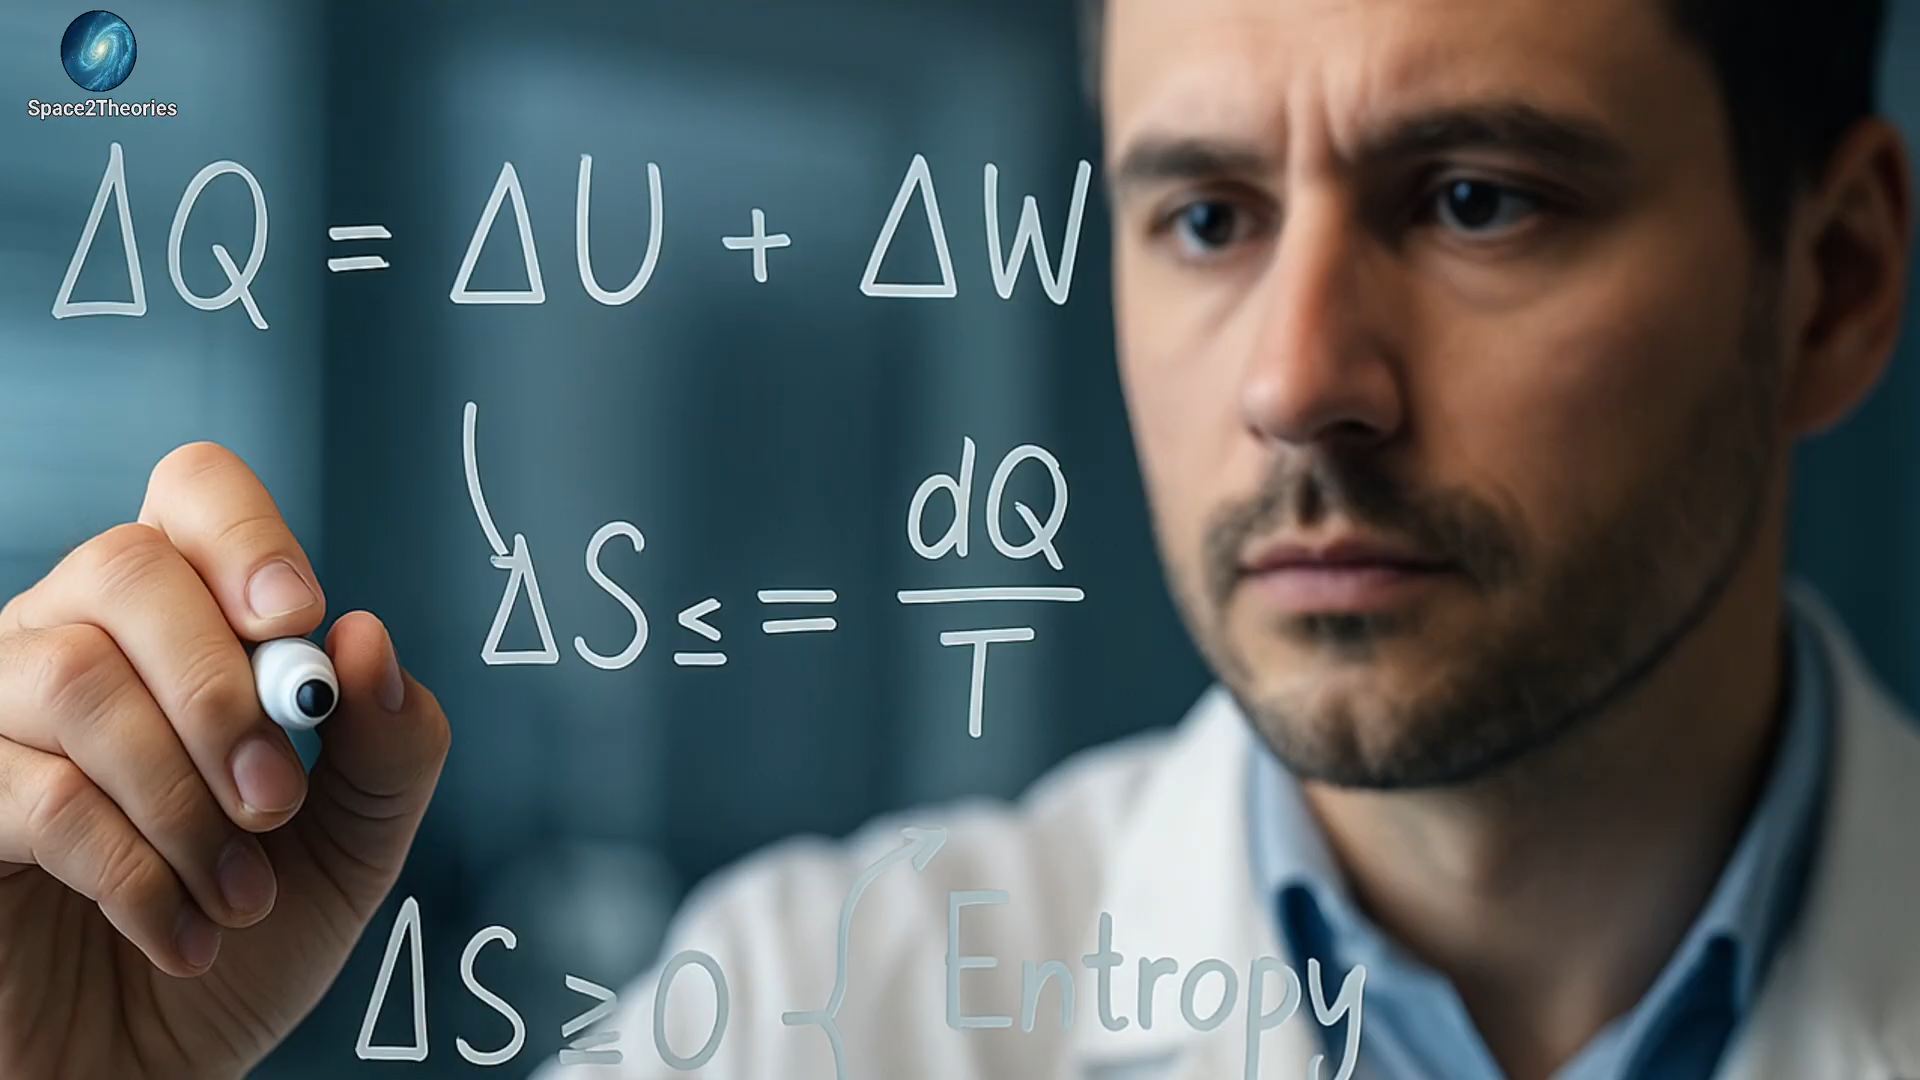 Space2Theories
ΔQ = ΔU + ΔW
ΔS ≤ = dQ/T
ΔS ≥ 0 { Entropy